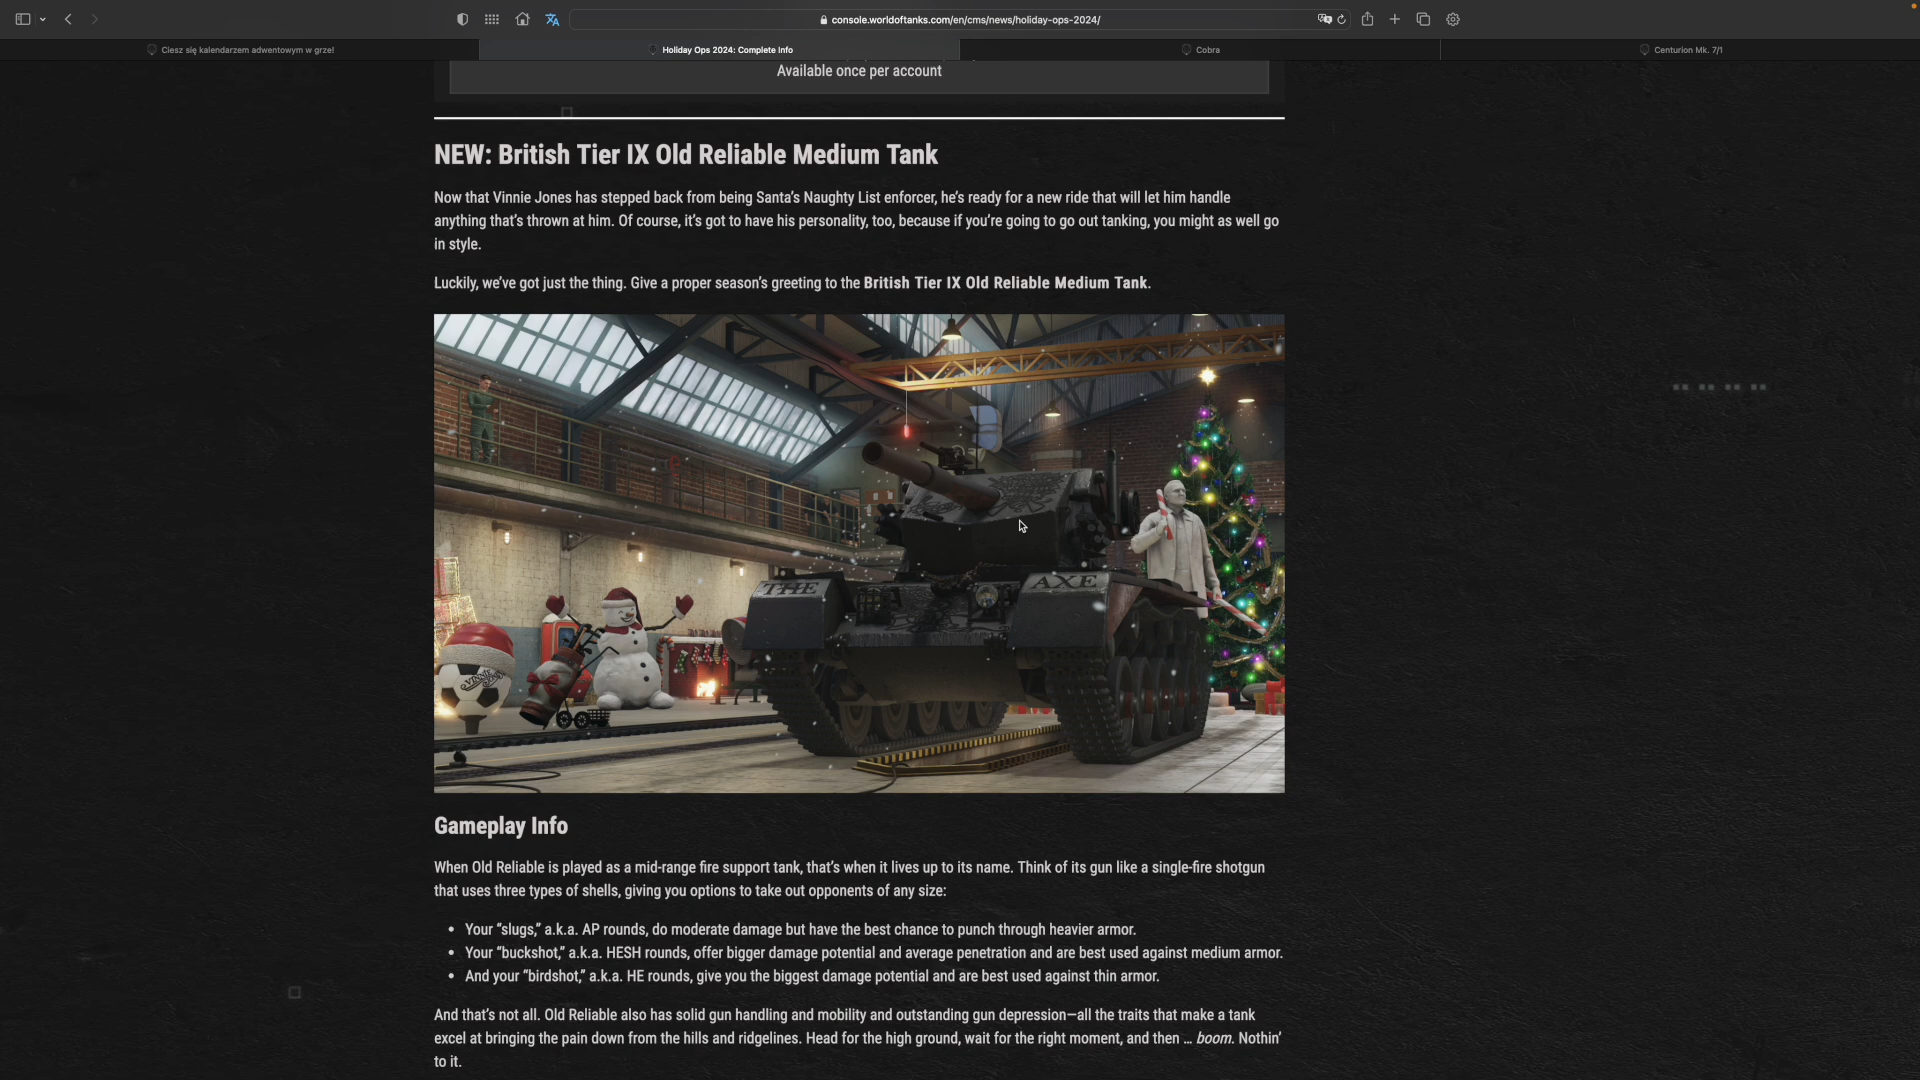 console.worldoftanks.com/en/cms/news/holiday-ops-2024/
Ciesz się kalendarzem adwentowym w grze!
Holiday Ops 2024: Complete Info
Cobra
Centurion Mk. 7/1
Available once per account
NEW: British Tier IX Old Reliable Medium Tank
Now that Vinnie Jones has stepped back from being Santa’s Naughty List enforcer, he’s ready for a new ride that will let him handle
anything that’s thrown at him. Of course, it’s got to have his personality, too, because if you’re going to go out tanking, you might as well go
in style.
Luckily, we’ve got just the thing. Give a proper season’s greeting to the British Tier IX Old Reliable Medium Tank.
THE
AXE
VINNIE
JONES
Gameplay Info
When Old Reliable is played as a mid-range fire support tank, that’s when it lives up to its name. Think of its gun like a single-fire shotgun
that uses three types of shells, giving you options to take out opponents of any size:
• Your “slugs,” a.k.a. AP rounds, do moderate damage but have the best chance to punch through heavier armor.
• Your “buckshot,” a.k.a. HESH rounds, offer bigger damage potential and average penetration and are best used against medium armor.
• And your “birdshot,” a.k.a. HE rounds, give you the biggest damage potential and are best used against thin armor.
And that’s not all. Old Reliable also has solid gun handling and mobility and outstanding gun depression—all the traits that make a tank
excel at bringing the pain down from the hills and ridgelines. Head for the high ground, wait for the right moment, and then ... boom. Nothin’
to it.